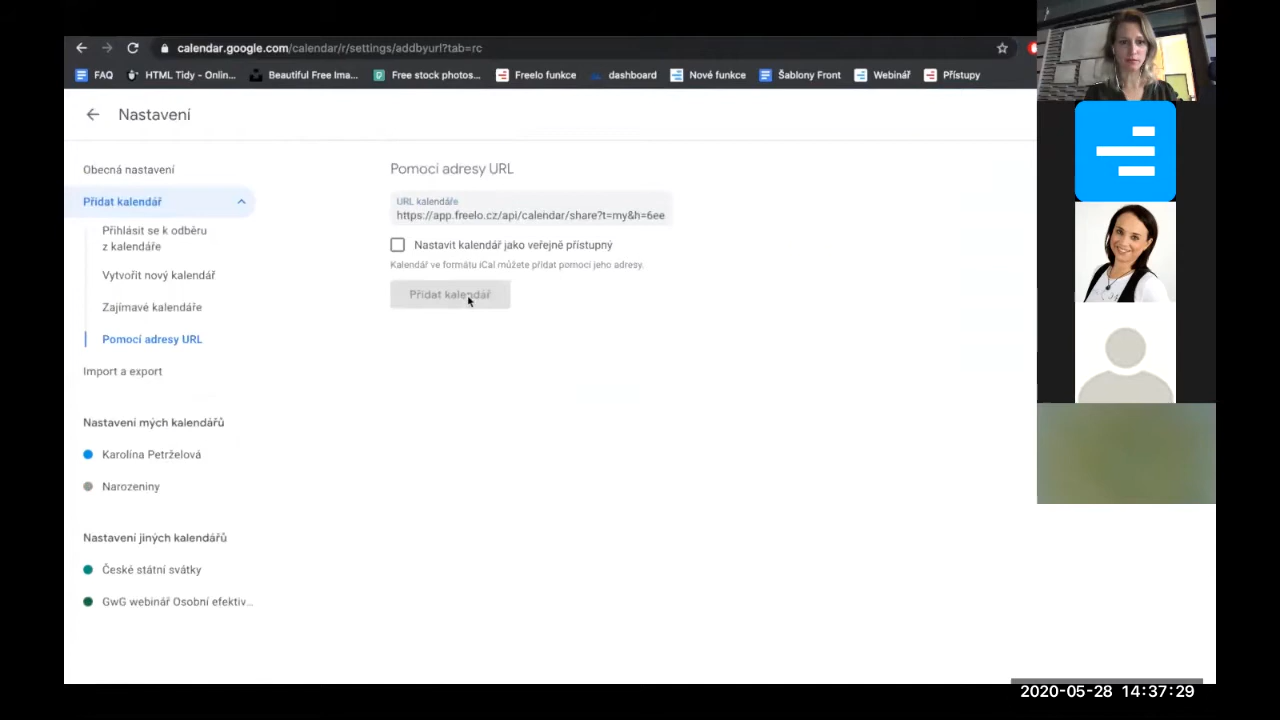 calendar.google.com/calendar/r/settings/addbyurl?tab=rc
FAQ
HTML Tidy - Onlin...
Beautiful Free Ima...
Free stock photos...
Freelo funkce
dashboard
Nové funkce
Šablony Front
Webinář
Přístupy
Nastavení
Obecná nastavení
Přidat kalendář
Přihlásit se k odběru
z kalendáře
Vytvořit nový kalendář
Zajímavé kalendáře
Pomocí adresy URL
Import a export
Nastavení mých kalendářů
Karolína Petrželová
Narozeniny
Nastavení jiných kalendářů
České státní svátky
GwG webinář Osobní efektiv...
Pomocí adresy URL
URL kalendáře
https://app.freelo.cz/api/calendar/share?t=my&h=6ee
Nastavit kalendář jako veřejně přístupný
Kalendář ve formátu iCal můžete přidat pomocí jeho adresy.
Přidat kalendář
2020-05-28 14:37:29